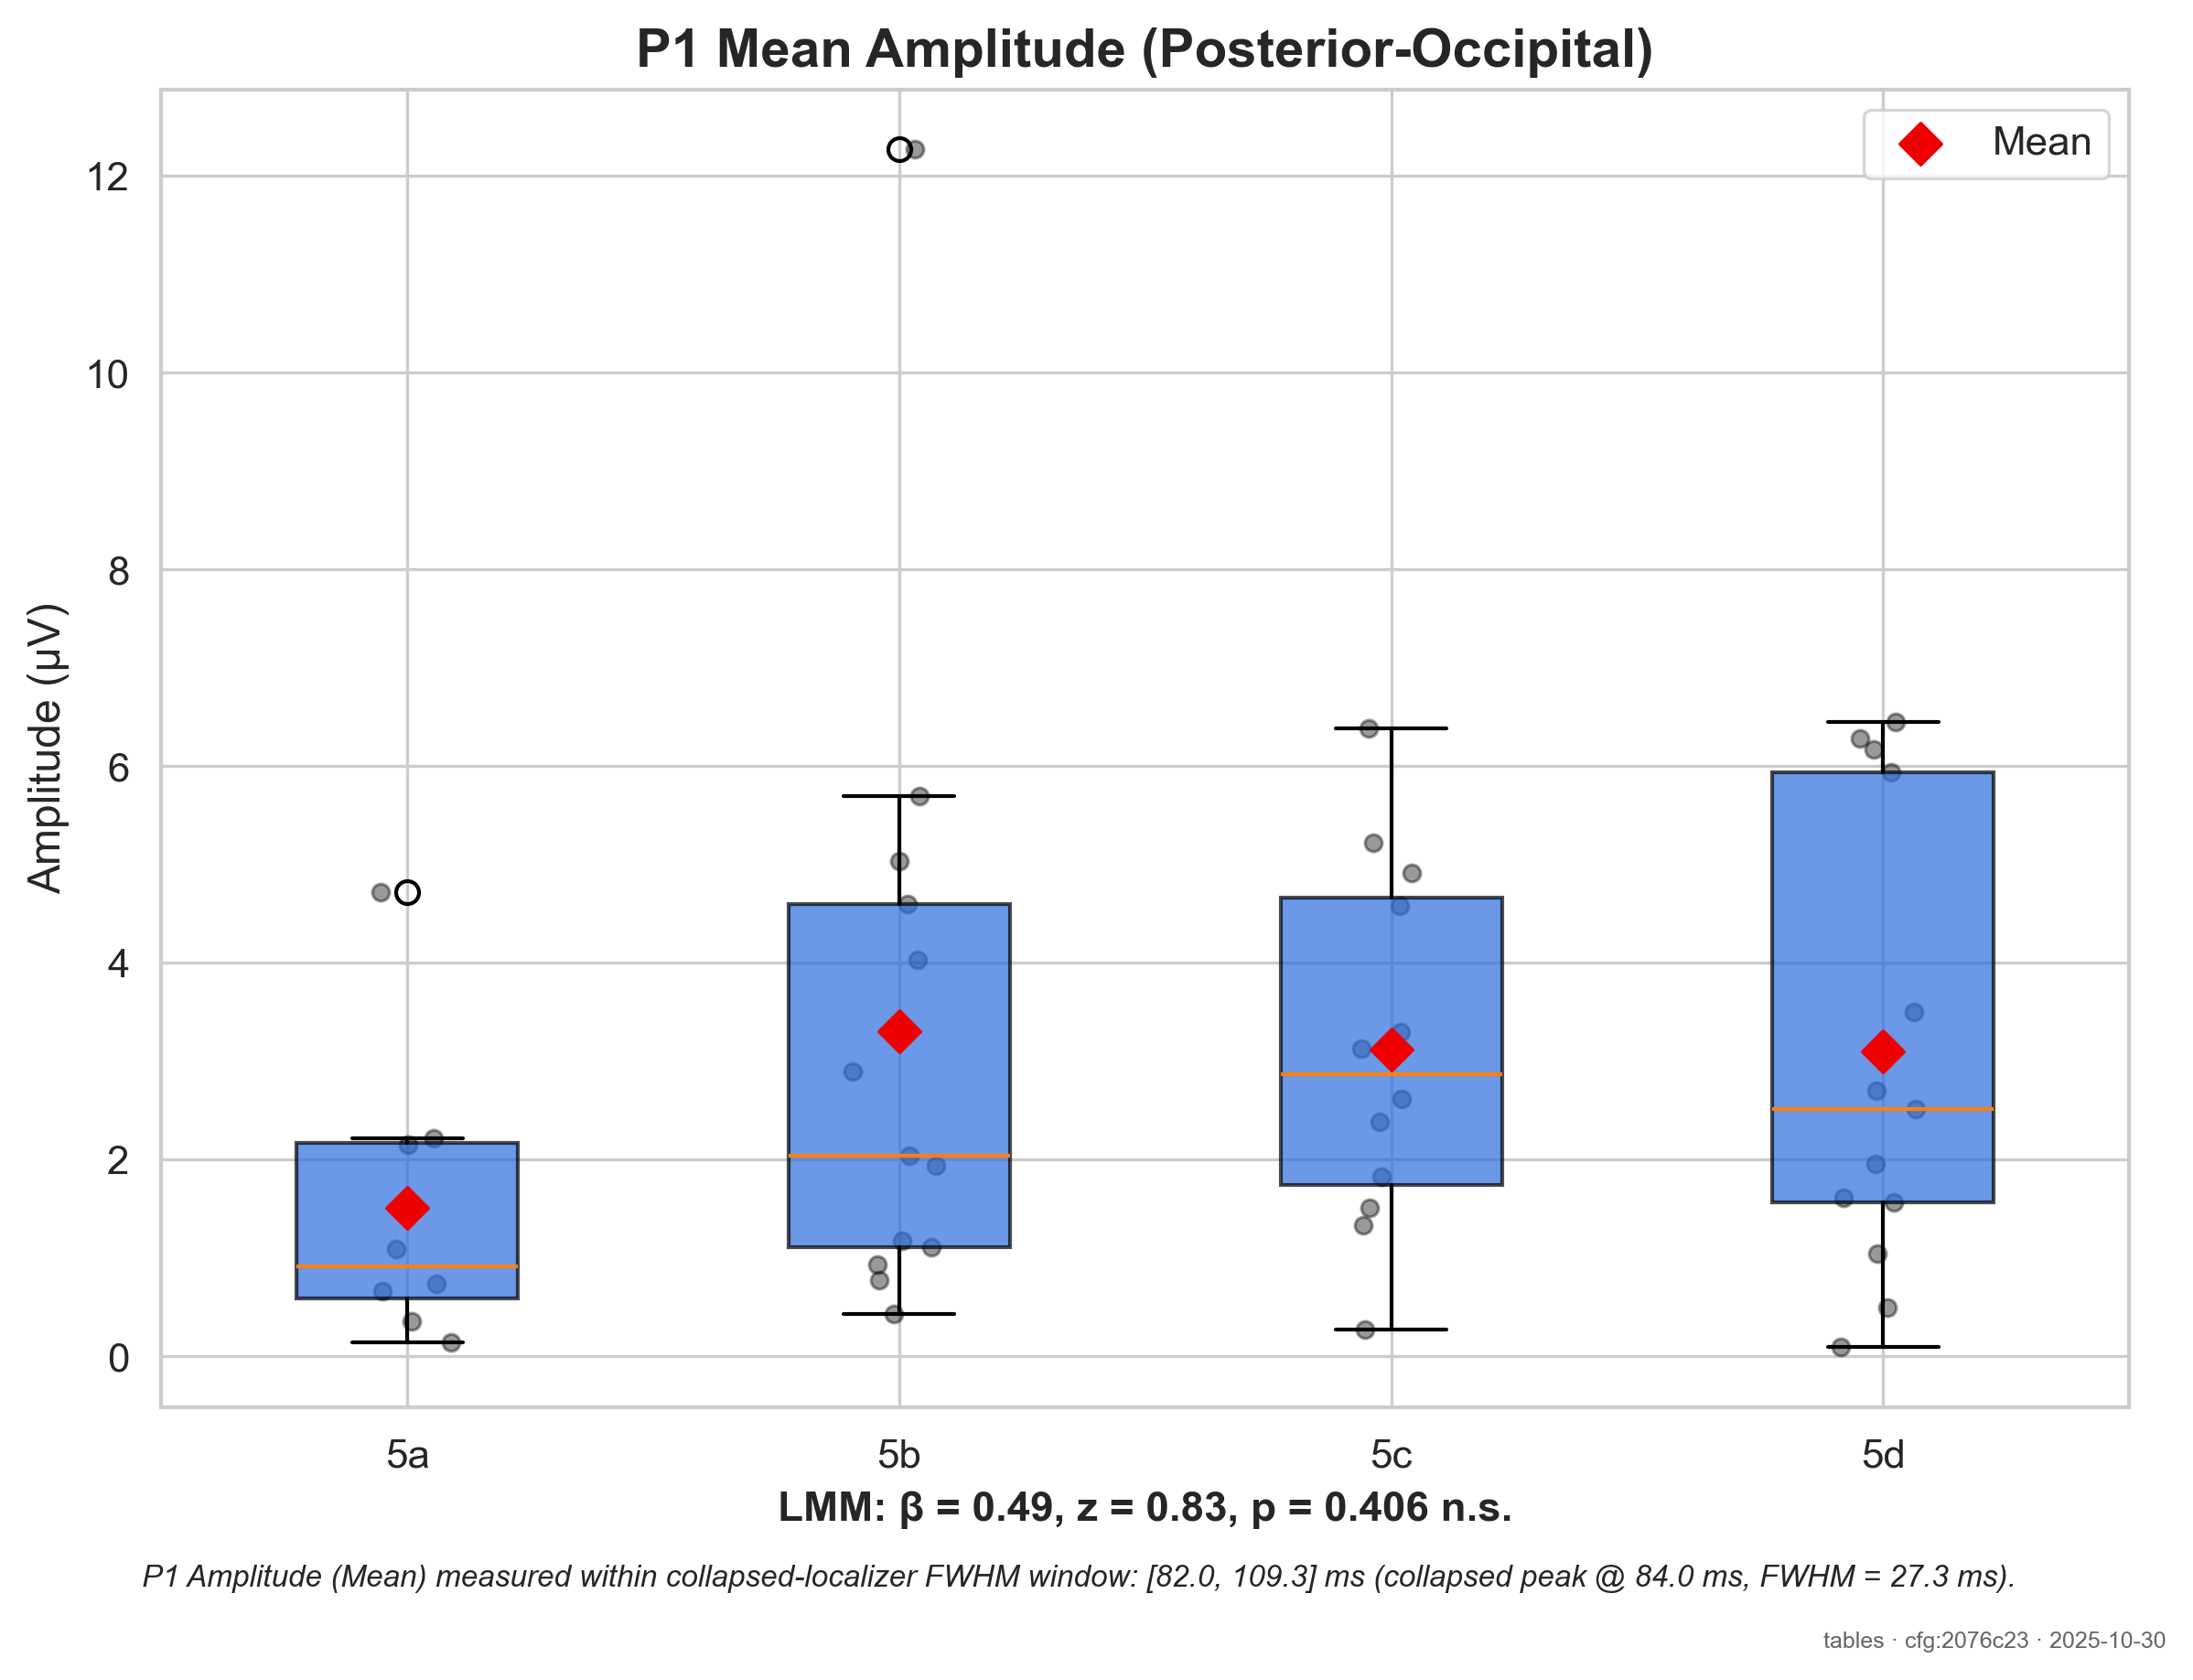 P1 Mean Amplitude (Posterior-Occipital)
Mean
Amplitude (µV)
12
10
8
6
4
2
0
5a 5b 5c 5d
LMM: β = 0.49, z = 0.83, p = 0.406 n.s.
P1 Amplitude (Mean) measured within collapsed-localizer FWHM window: [82.0, 109.3] ms (collapsed peak @ 84.0 ms, FWHM = 27.3 ms).
tables · cfg:2076c23 · 2025-10-30